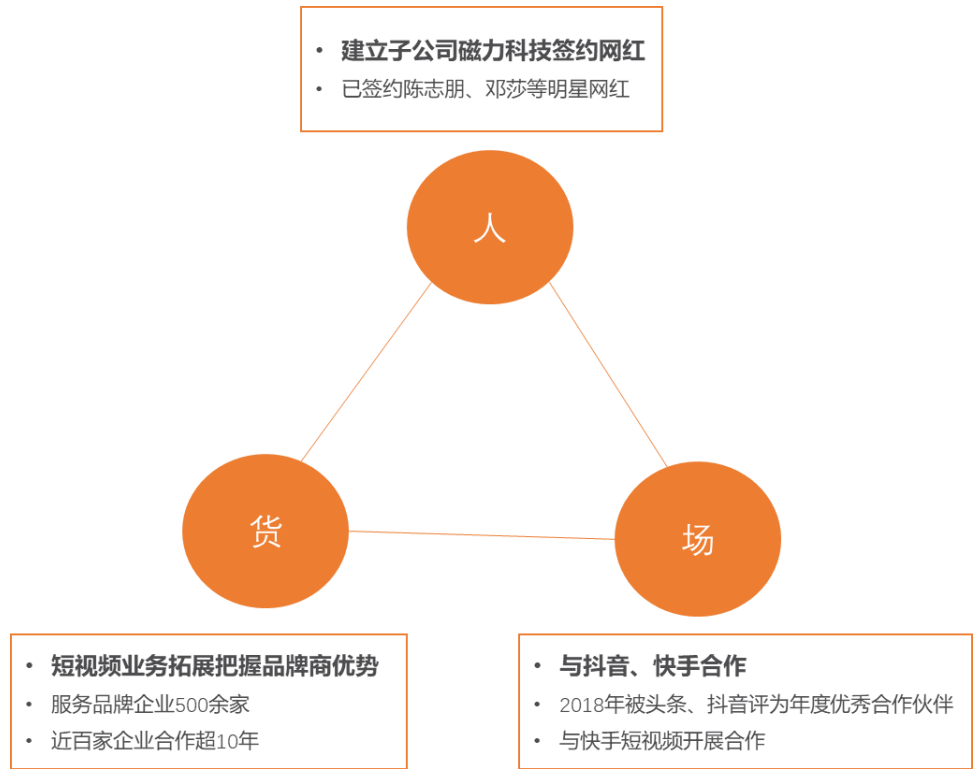 • 建立子公司磁力科技签约网红
• 已签约陈志朋、邓莎等明星网红
人
货
场
• 短视频业务拓展把握品牌商优势
• 服务品牌企业500余家
• 近百家企业合作超10年
• 与抖音、快手合作
• 2018年被头条、抖音评为年度优秀合作伙伴
• 与快手短视频开展合作